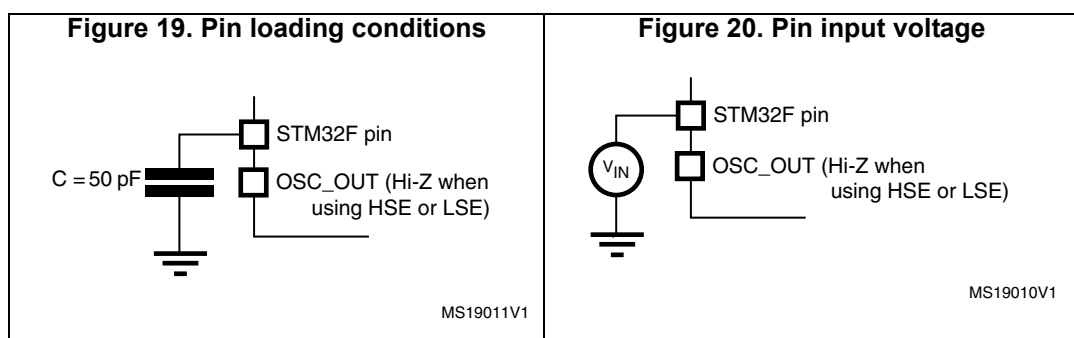 Figure 19. Pin loading conditions
STM32F pin
C = 50 pF
OSC_OUT (Hi-Z when
using HSE or LSE)
MS19011V1
Figure 20. Pin input voltage
STM32F pin
VIN
OSC_OUT (Hi-Z when
using HSE or LSE)
MS19010V1